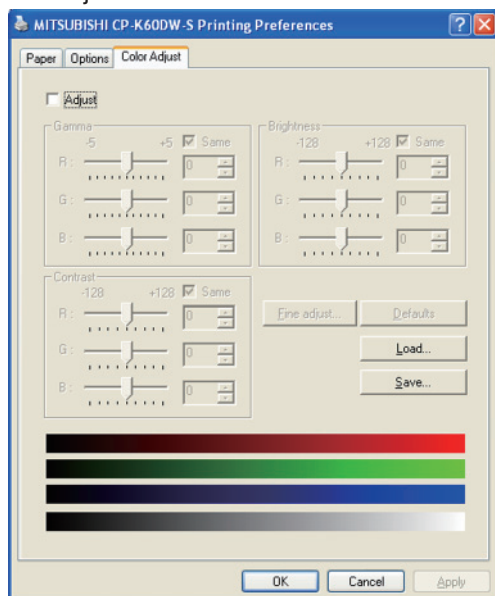 MITSUBISHI CP-K60DW-S Printing Preferences
Paper Options Color Adjust
Adjust
Gamma
-5 +5 Same
R : 0
G : 0
B : 0
Brightness
-128 +128 Same
R : 0
G : 0
B : 0
Contrast
-128 +128 Same
R : 0
G : 0
B : 0
Fine adjust... Defaults
Load...
Save...
OK Cancel Apply